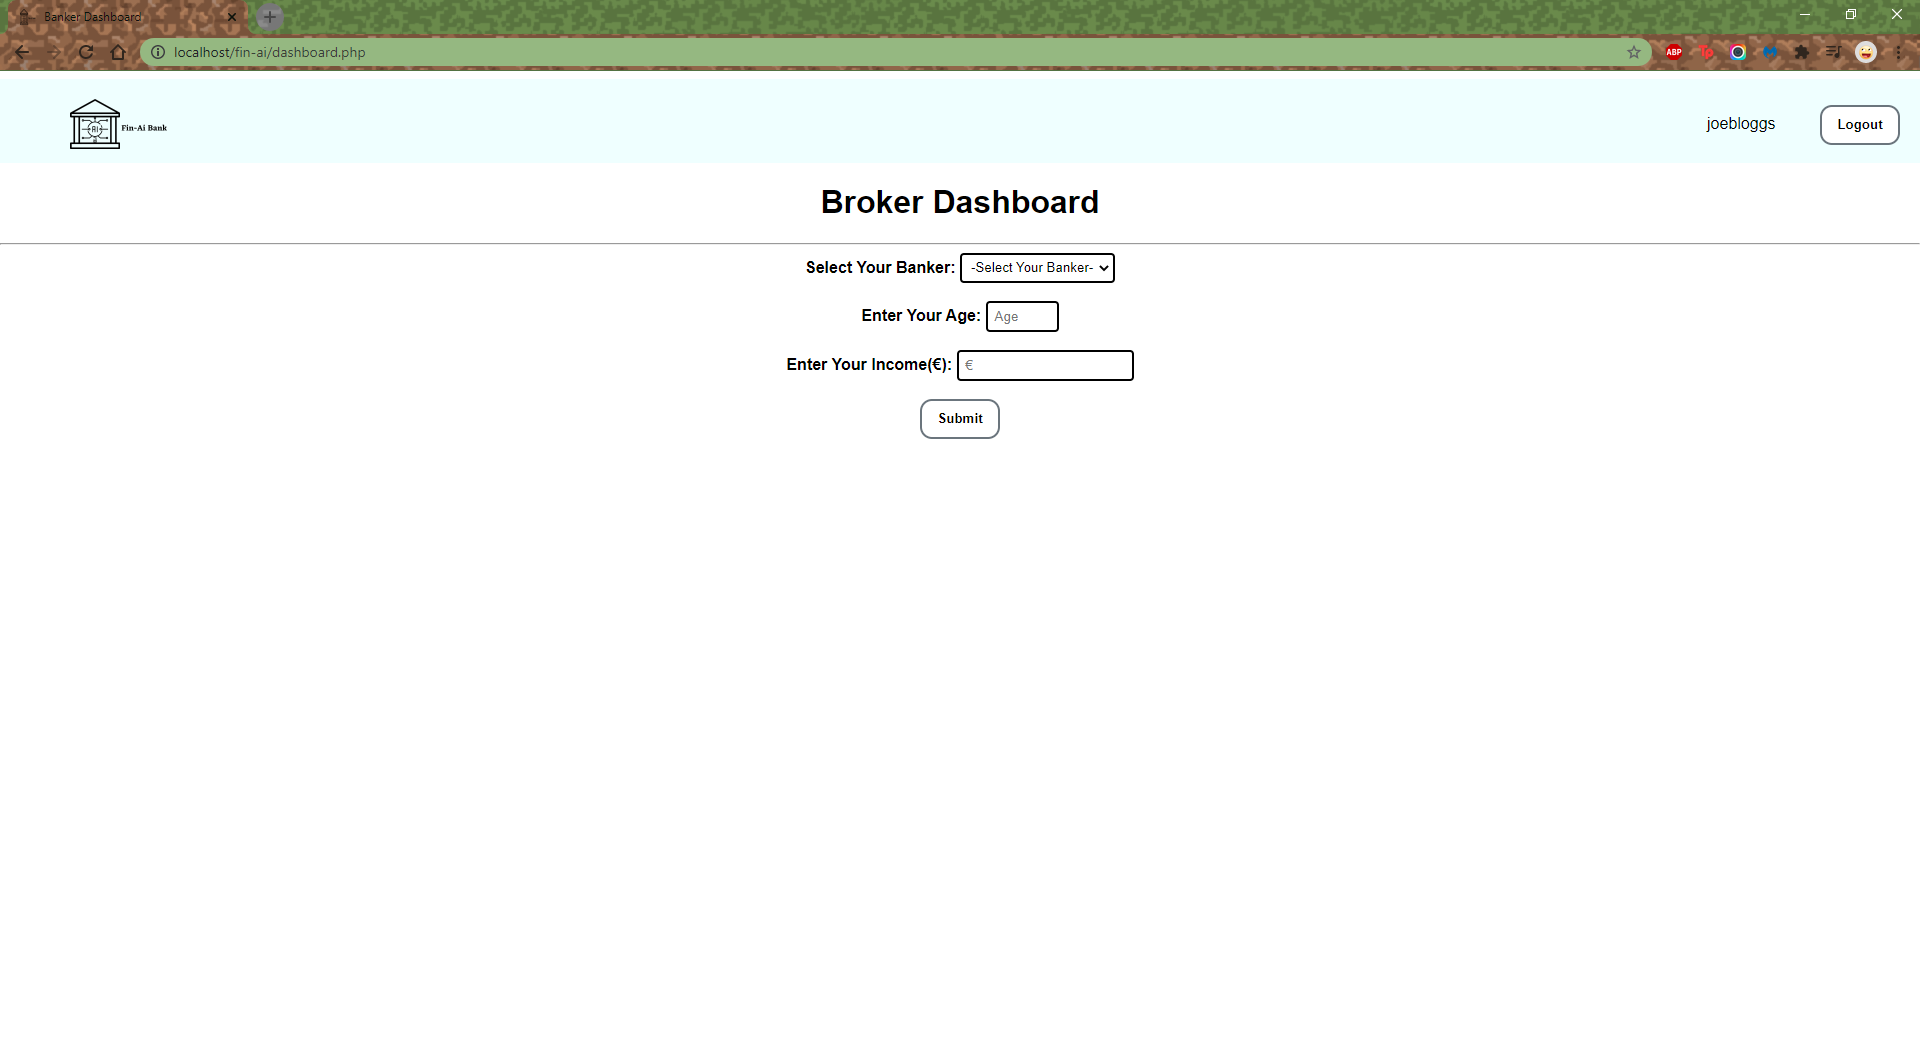 Banker Dashboard
localhost/fin-ai/dashboard.php
ABP
AI
Fin-Ai Bank
joebloggs
Logout
Broker Dashboard
Select Your Banker: -Select Your Banker-
Enter Your Age: Age
Enter Your Income(€): €
Submit